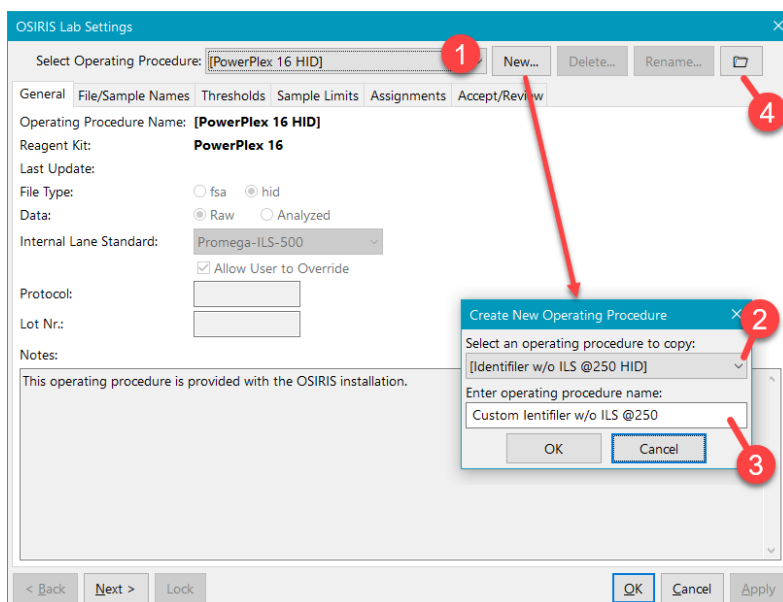 OSIRIS Lab Settings
Select Operating Procedure: [PowerPlex 16 HID] 1 New... Delete... Rename...
4
General File/Sample Names Thresholds Sample Limits Assignments Accept/Review
Operating Procedure Name: [PowerPlex 16 HID]
Reagent Kit: PowerPlex 16
Last Update:
File Type: fsa hid
Data: Raw Analyzed
Internal Lane Standard: Promega-ILS-500
Allow User to Override
Protocol:
Lot Nr.:
Notes:
This operating procedure is provided with the OSIRIS installation.
Create New Operating Procedure
2
Select an operating procedure to copy:
[Identifiler w/o ILS @250 HID]
Enter operating procedure name:
Custom Ientifiler w/o ILS @250
OK Cancel
3
< Back Next > Lock OK Cancel Apply